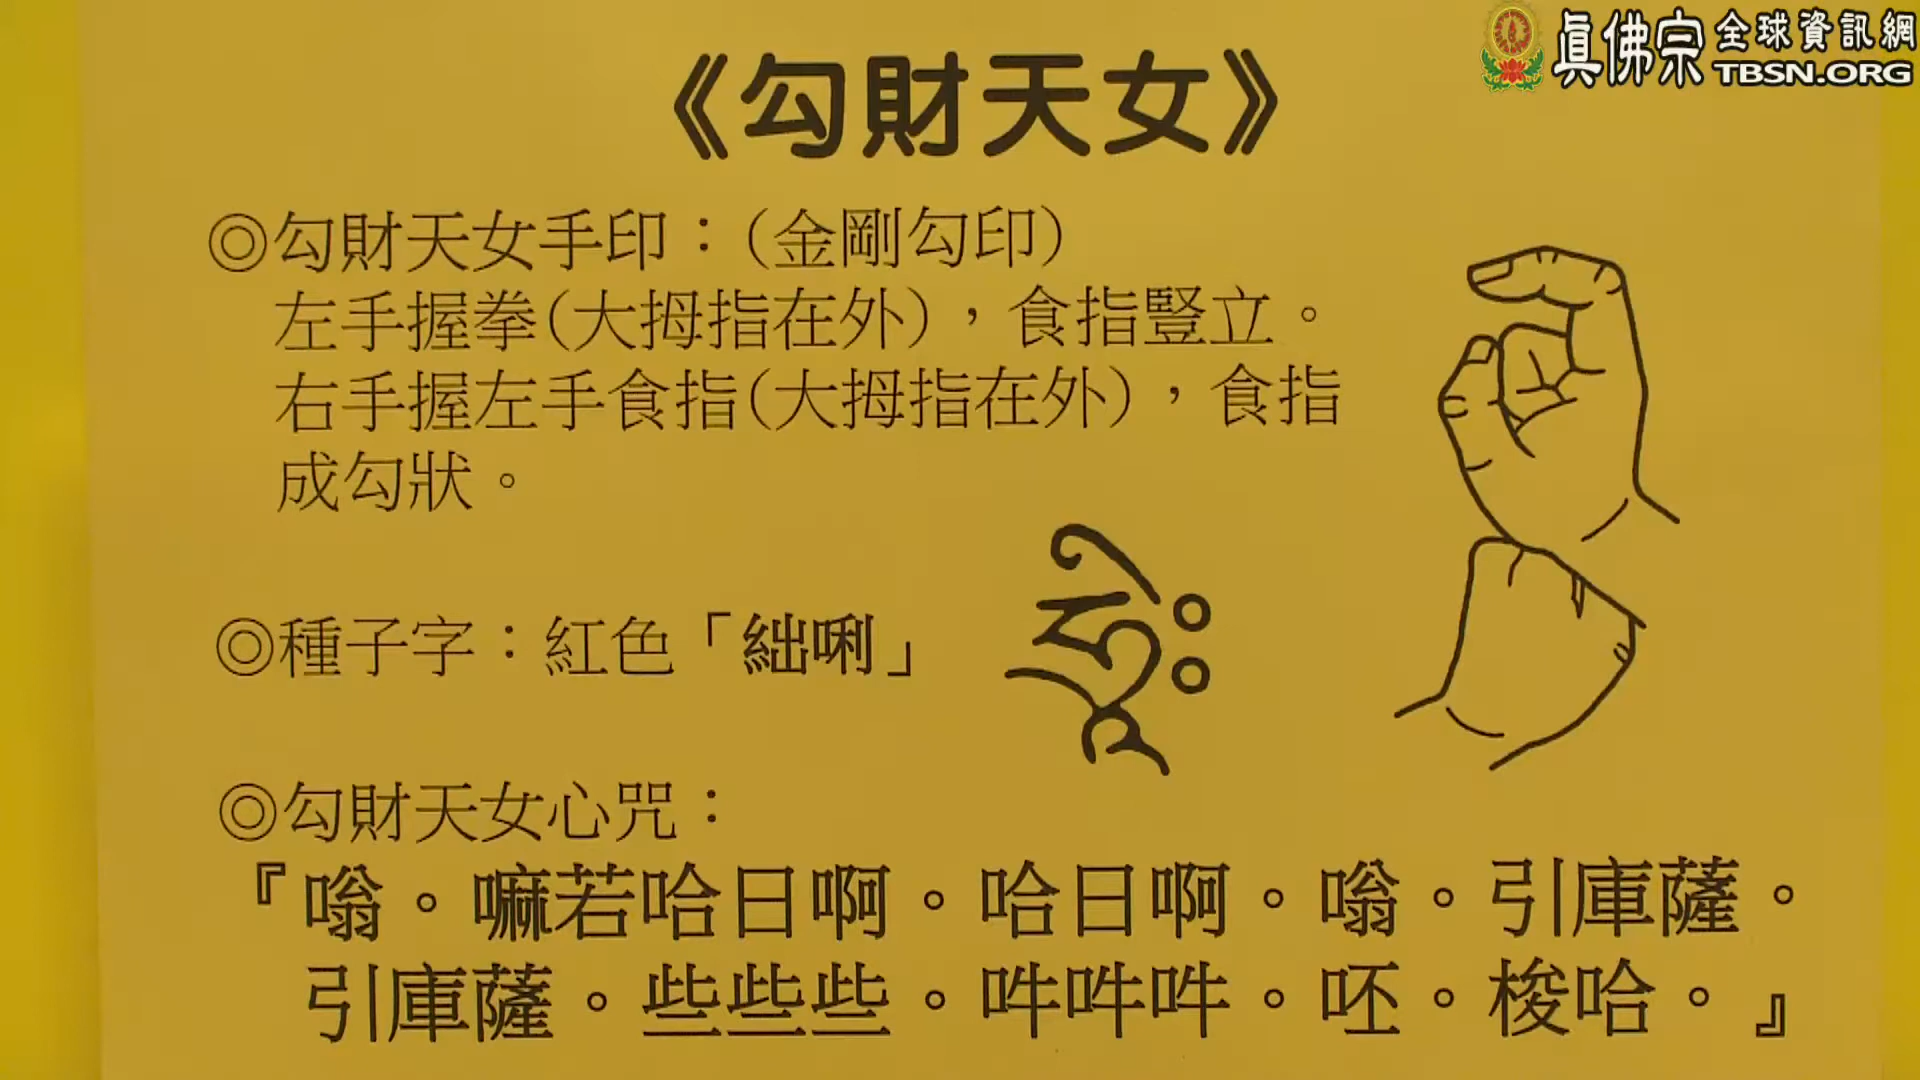 真佛宗 全球資訊網
TBSN.ORG
《勾財天女》
◎勾財天女手印：(金剛勾印)
左手握拳(大拇指在外)，食指豎立。
右手握左手食指(大拇指在外)，食指
成勾狀。
◎種子字：紅色「絀唎」
◎勾財天女心咒：
『嗡。嘛若哈日啊。哈日啊。嗡。引庫薩。
引庫薩。些些些。吽吽吽。呸。梭哈。』